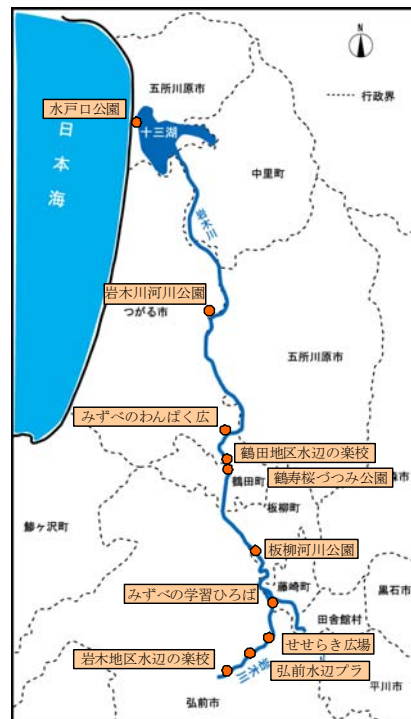 N
五所川原市
行政界
水戸口公園
十三湖
日本海
中里町
岩木川
岩木川河川公園
つがる市
五所川原市
みずべのわんぱく広
鶴田地区水辺の楽校
鶴寿桜づつみ公園
鶴田町
板柳町
鰺ヶ沢町
板柳河川公園
藤崎町
黒石市
みずべの学習ひろば
田舎館村
せせらき広場
岩木地区水辺の楽校
岩木川
弘前水辺プラ
平川市
弘前市